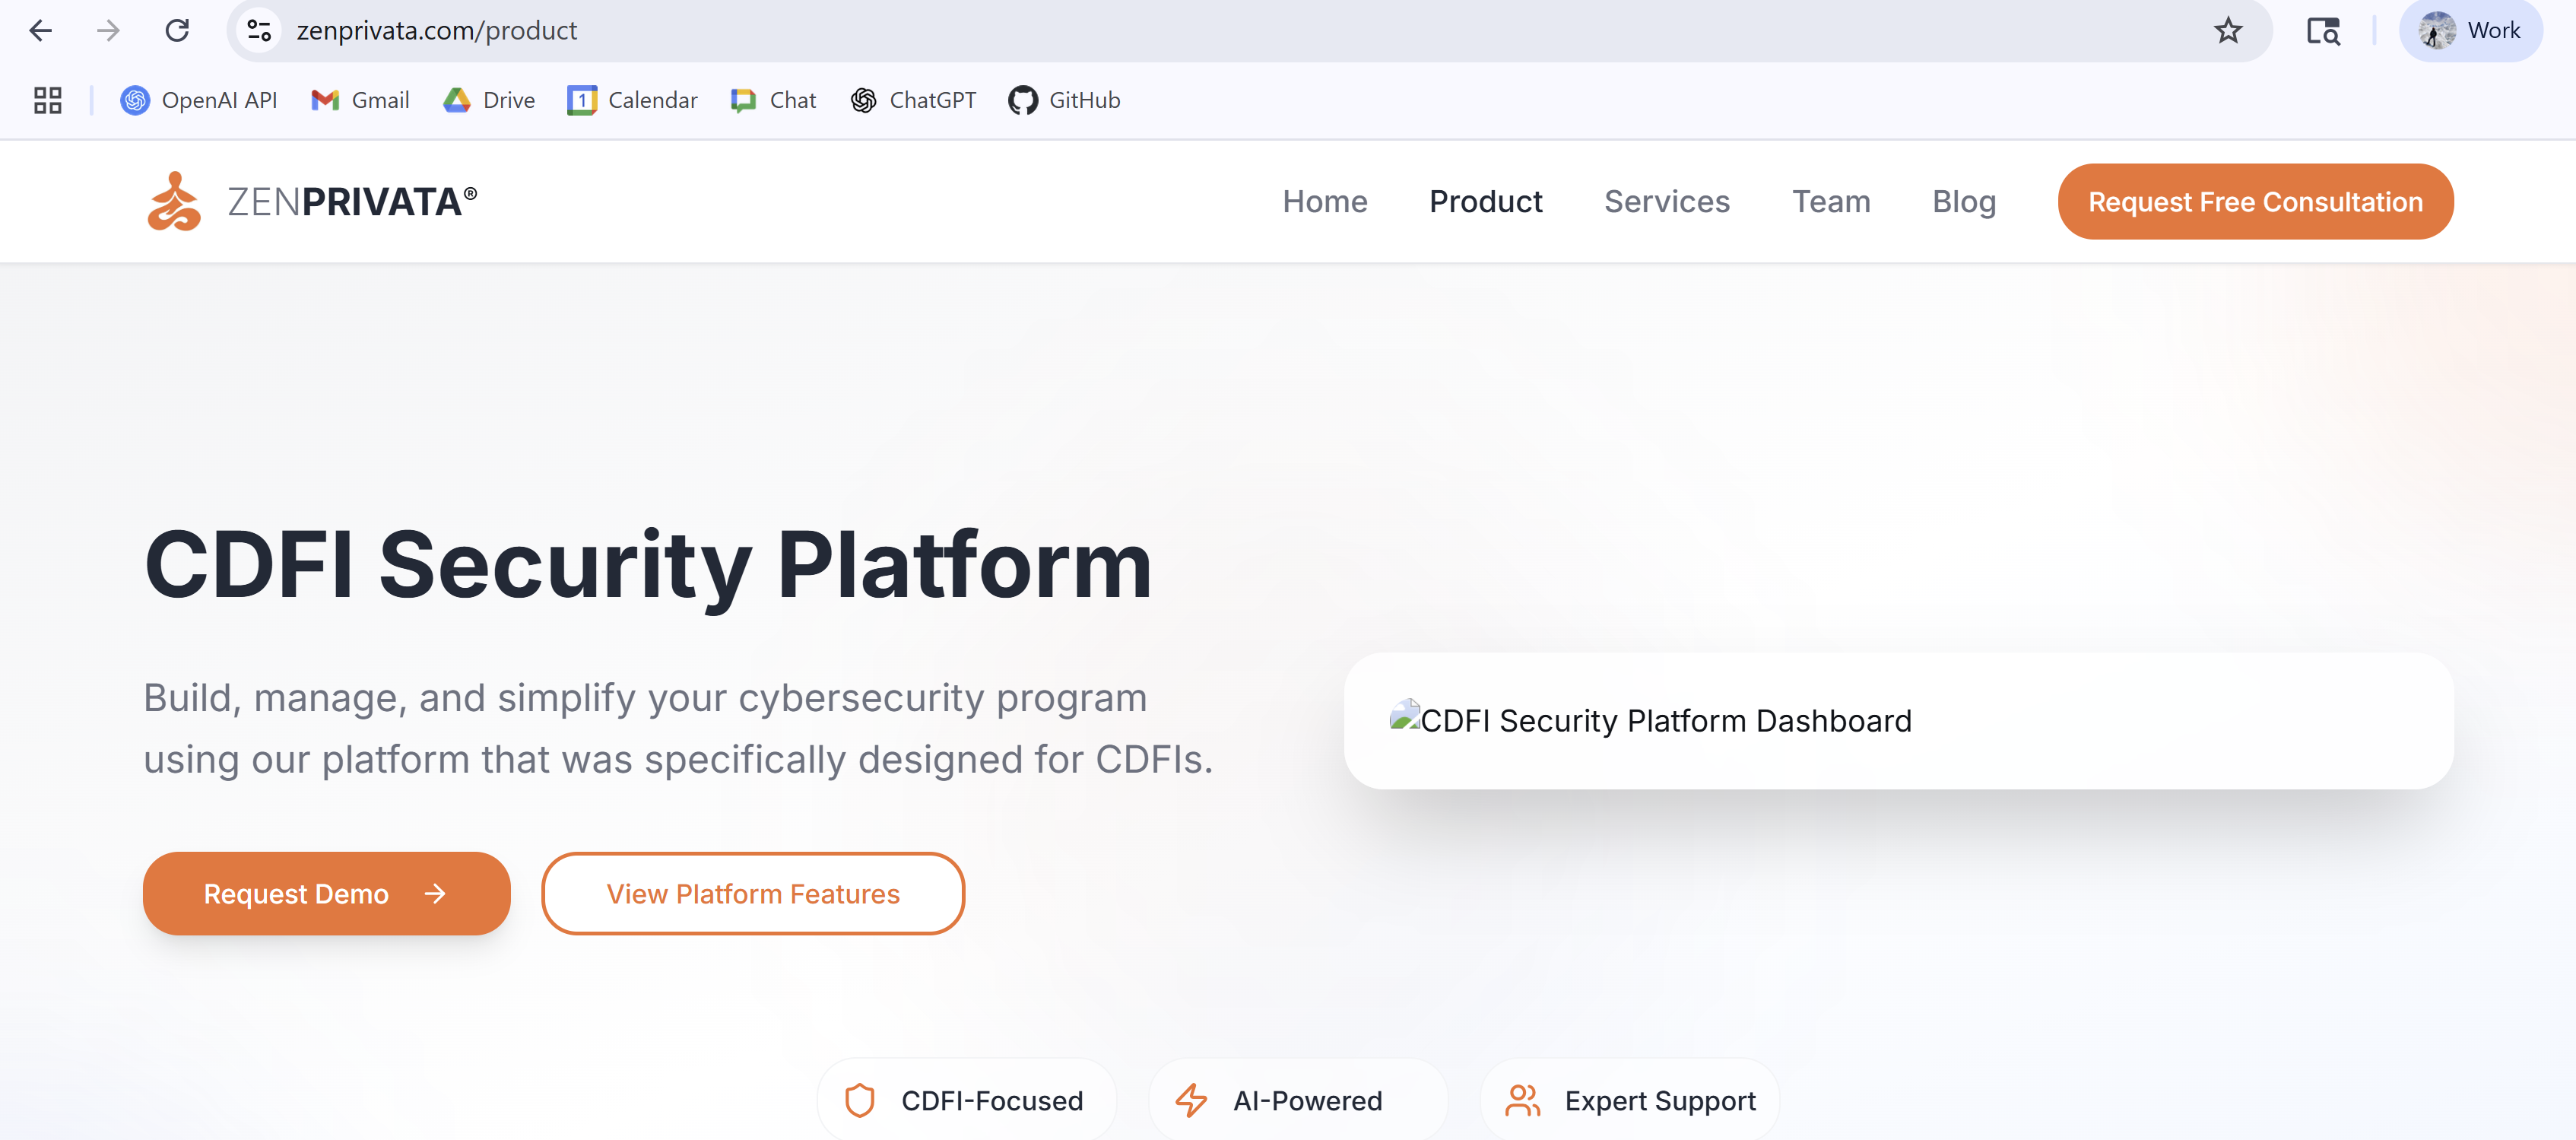 zenprivata.com/product
Work
OpenAI API
Gmail
Drive
1
Calendar
Chat
ChatGPT
GitHub
ZENPRIVATA®
Home
Product
Services
Team
Blog
Request Free Consultation
CDFI Security Platform
Build, manage, and simplify your cybersecurity program
using our platform that was specifically designed for CDFIs.
CDFI Security Platform Dashboard
Request Demo →
View Platform Features
CDFI-Focused
AI-Powered
Expert Support